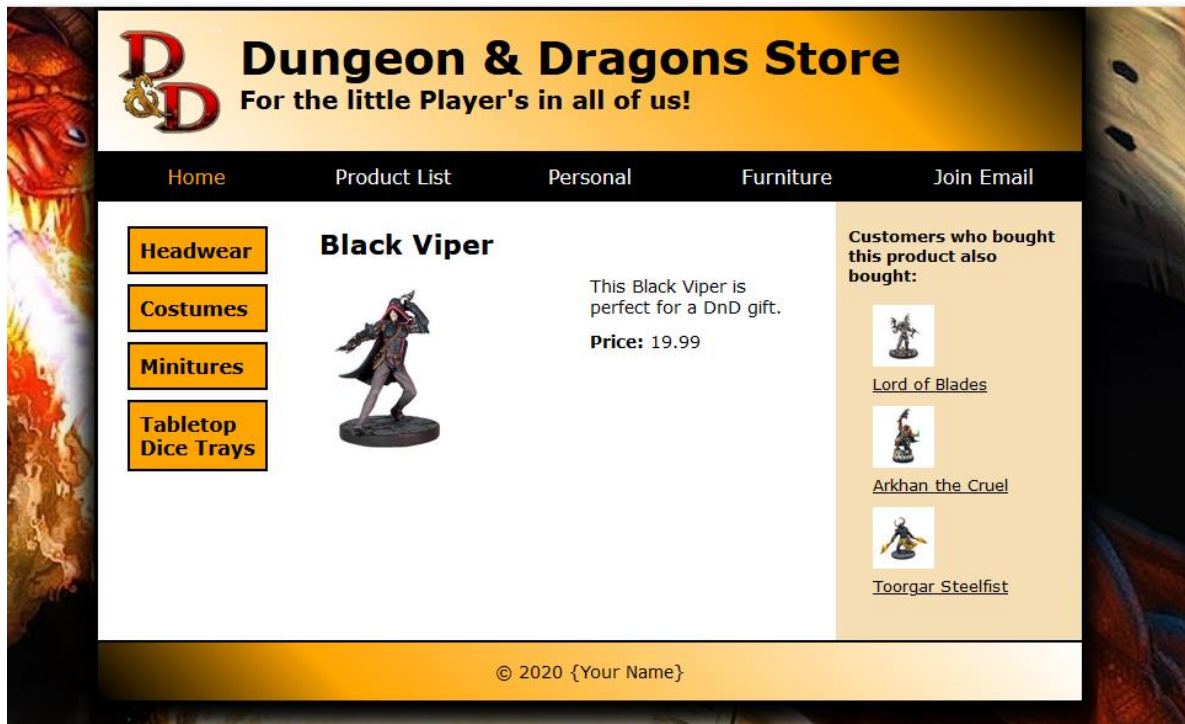 D&D
Dungeon & Dragons Store
For the little Player's in all of us!
Home
Product List
Personal
Furniture
Join Email
Headwear
Costumes
Minitures
Tabletop
Dice Trays
Black Viper
This Black Viper is
perfect for a DnD gift.
Price: 19.99
Customers who bought
this product also
bought:
Lord of Blades
Arkhan the Cruel
Toorgar Steelfist
© 2020 {Your Name}